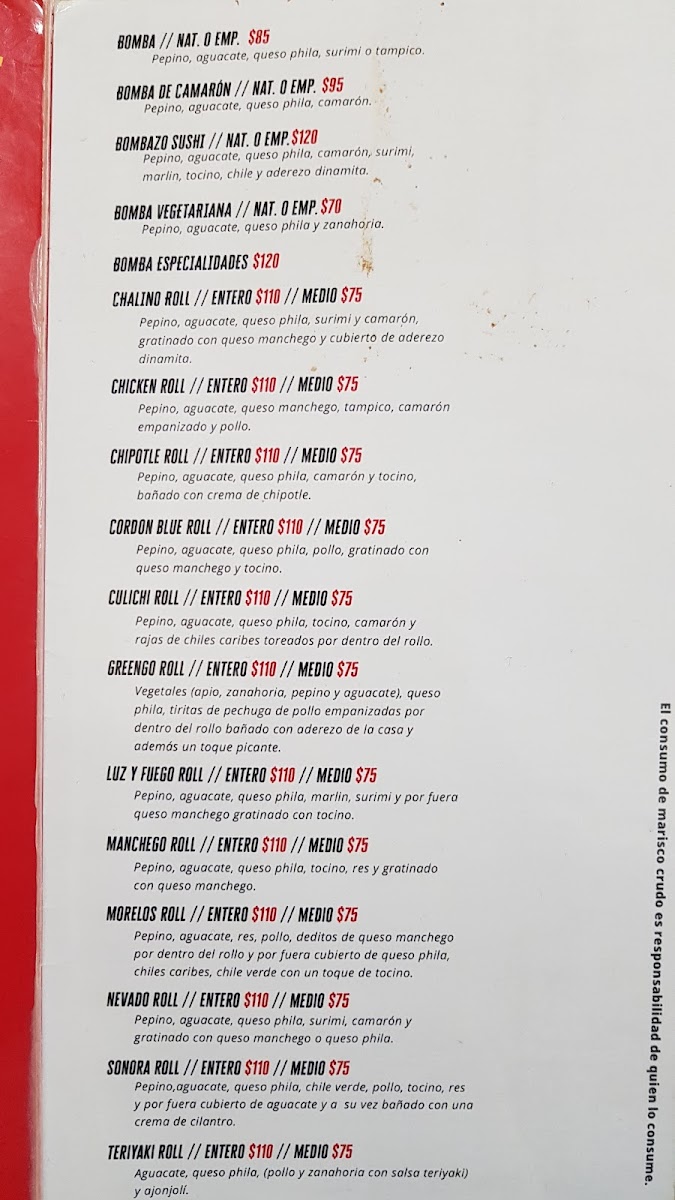 BOMBA // NAT. O EMP. $85
Pepino, aguacate, queso phila, surimi o tampico.
BOMBA DE CAMARÓN // NAT. O EMP. $95
Pepino, aguacate, queso phila, camarón.
BOMBAZO SUSHI // NAT. O EMP. $120
Pepino, aguacate, queso phila, camarón, surimi,
marlin, tocino, chile y aderezo dinamita.
BOMBA VEGETARIANA // NAT. O EMP. $70
Pepino, aguacate, queso phila y zanahoria.
BOMBA ESPECIALIDADES $120
CHALINO ROLL // ENTERO $110 // MEDIO $75
Pepino, aguacate, queso phila, surimi y camarón,
gratinado con queso manchego y cubierto de aderezo
dinamita.
CHICKEN ROLL // ENTERO $110 // MEDIO $75
Pepino, aguacate, queso manchego, tampico, camarón
empanizado y pollo.
CHIPOTLE ROLL // ENTERO $110 // MEDIO $75
Pepino, aguacate, queso phila, camarón y tocino,
bañado con crema de chipotle.
CORDON BLUE ROLL // ENTERO $110 // MEDIO $75
Pepino, aguacate, queso phila, pollo, gratinado con
queso manchego y tocino.
CULICHI ROLL // ENTERO $110 // MEDIO $75
Pepino, aguacate, queso phila, tocino, camarón y
rajas de chiles caribes toreados por dentro del rollo.
GREENGO ROLL // ENTERO $110 // MEDIO $75
Vegetales (apio, zanahoria, pepino y aguacate), queso
phila, tiritas de pechuga de pollo empanizadas por
dentro del rollo bañado con aderezo de la casa y
además un toque picante.
LUZ Y FUEGO ROLL // ENTERO $110 // MEDIO $75
Pepino, aguacate, queso phila, marlin, surimi y por fuera
queso manchego gratinado con tocino.
MANCHEGO ROLL // ENTERO $110 // MEDIO $75
Pepino, aguacate, queso phila, tocino, res y gratinado
con queso manchego.
MORELOS ROLL // ENTERO $110 // MEDIO $75
Pepino, aguacate, res, pollo, deditos de queso manchego
por dentro del rollo y por fuera cubierto de queso phila,
chiles caribes, chile verde con un toque de tocino.
NEVADO ROLL // ENTERO $110 // MEDIO $75
Pepino, aguacate, queso phila, surimi, camarón y
gratinado con queso manchego o queso phila.
SONORA ROLL // ENTERO $110 // MEDIO $75
Pepino,aguacate, queso phila, chile verde, pollo, tocino, res
y por fuera cubierto de aguacate y a su vez bañado con una
crema de cilantro.
TERIYAKI ROLL // ENTERO $110 // MEDIO $75
Aguacate, queso phila, (pollo y zanahoria con salsa teriyaki)
y ajonjolí.
El consumo de marisco crudo es responsabilidad de quien lo consume.